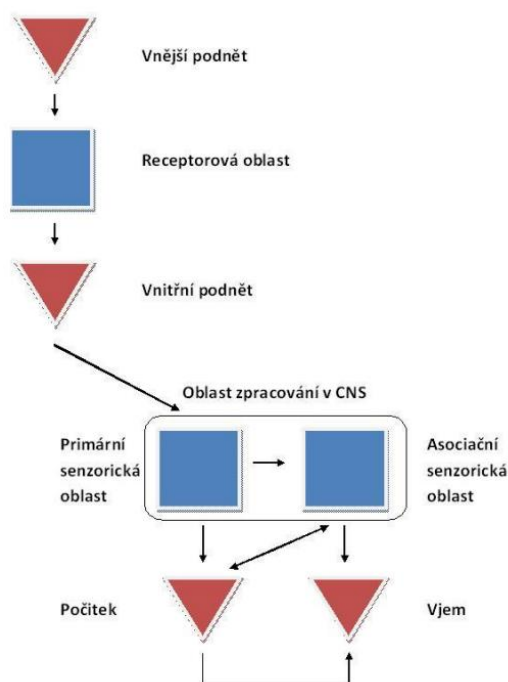 Vnější podnět
Receptorová oblast
Vnitřní podnět
Oblast zpracování v CNS
Primární
senzorická
oblast
Asociační
senzorická
oblast
Počitek
Vjem